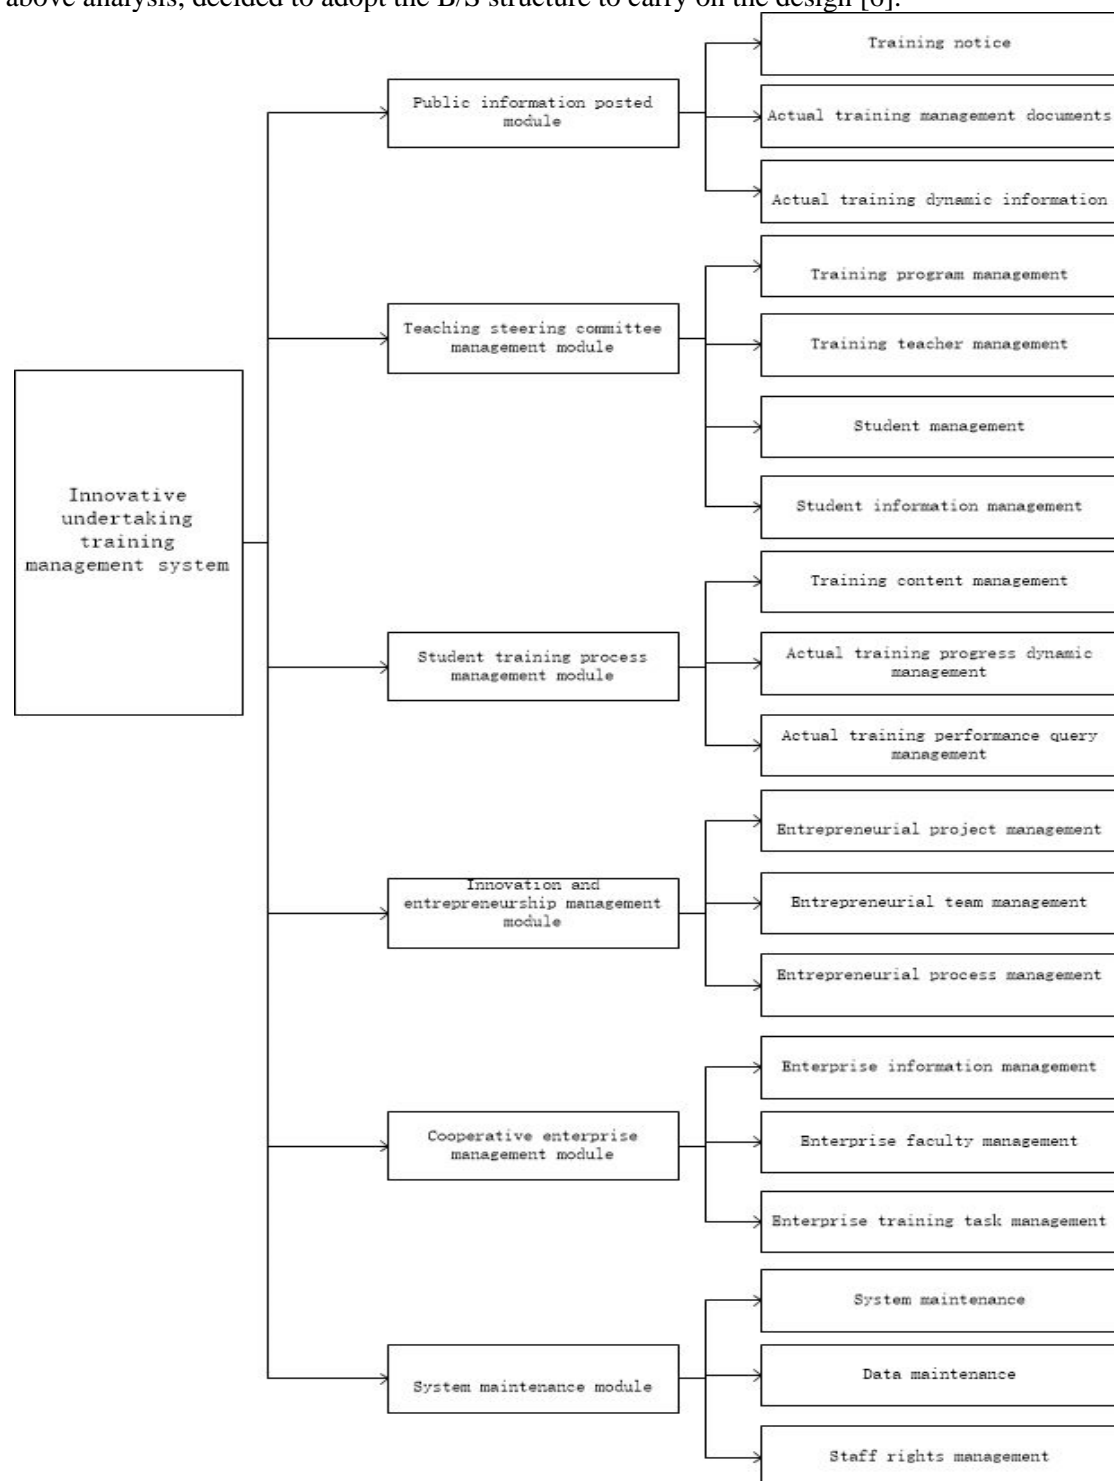 above analysis, decided to adopt the B/S structure to carry on the design [6].
Training notice
Public information posted
module
Actual training management documents
Actual training dynamic information
Training program management
Teaching steering committee
management module
Training teacher management
Student management
Innovative
undertaking
training
management system
Student information management
Training content management
Student training process
management module
Actual training progress dynamic
management
Actual training performance query
management
Entrepreneurial project management
Innovation and
entrepreneurship management
module
Entrepreneurial team management
Entrepreneurial process management
Enterprise information management
Cooperative enterprise
management module
Enterprise faculty management
Enterprise training task management
System maintenance
System maintenance module
Data maintenance
Staff rights management